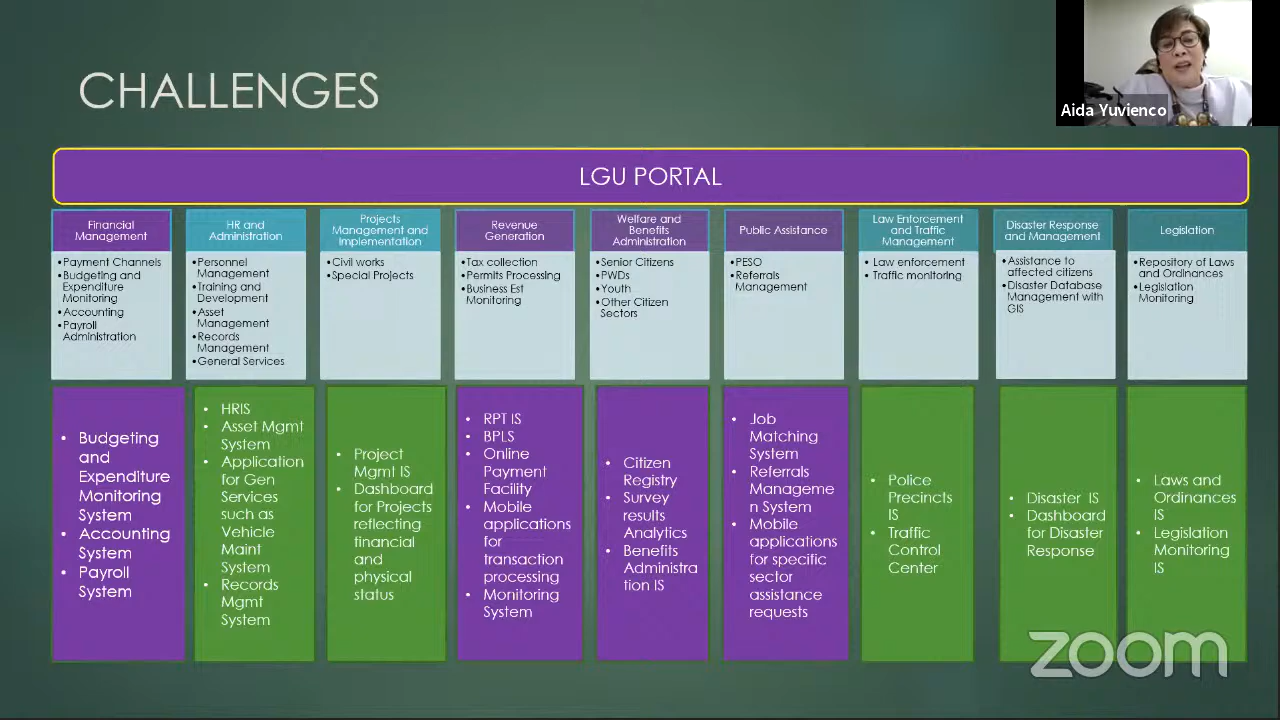 CHALLENGES
Aida Yuvienco
LGU PORTAL
Financial
Management
•Payment Channels
•Budgeting and
Expenditure
Monitoring
•Accounting
•Payroll
Administration
HR and
Administration
•Personnel
Management
•Training and
Development
•Asset
Management
•Records
Management
•General Services
Projects
Management and
Implementation
•Civil works
•Special Projects
Revenue
Generation
•Tax collection
•Permits Processing
•Business Est
Monitoring
Welfare and
Benefits
Administration
•Senior Citizens
•PWDs
•Youth
•Other Citizen
Sectors
Public Assistance
•PESO
•Referrals
Management
Law Enforcement
and Traffic
Management
• Law enforcement
•Traffic monitoring
Disaster Response
and Management
•Assistance to
affected citizens
•Disaster Database
Management with
GIS
Legislation
•Repository of Laws
and Ordinances
•Legislation
Monitoring
• Budgeting
and
Expenditure
Monitoring
System
• Accounting
System
• Payroll
System
• HRIS
• Asset Mgmt
System
• Application
for Gen
Services
such as
Vehicle
Maint
System
• Records
Mgmt
System
• Project
Mgmt IS
• Dashboard
for Projects
reflecting
financial
and
physical
status
• RPT IS
• BPLS
• Online
Payment
Facility
• Mobile
applications
for
transaction
processing
• Monitoring
System
• Citizen
Registry
• Survey
results
Analytics
• Benefits
Administra
tion IS
• Job
Matching
System
• Referrals
Manageme
n System
• Mobile
applications
for specific
sector
assistance
requests
• Police
Precincts
IS
• Traffic
Control
Center
• Disaster IS
• Dashboard
for Disaster
Response
• Laws and
Ordinances
IS
• Legislation
Monitoring
IS
zoom